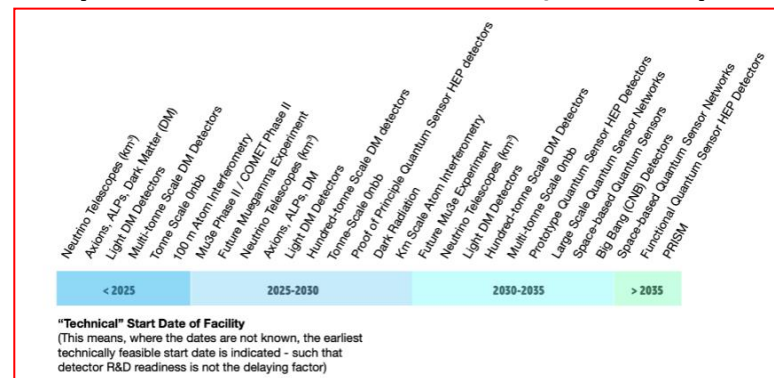 Neutrino Telescopes (km³)
Axions, ALPs, Dark Matter (DM)
Light DM Detectors
Multi-tonne Scale DM Detectors
Tonne Scale 0nbb
100 m Atom Interferometry
Mu3e Phase II / COMET Phase II
Future Muegamma Experiment
Neutrino Telescopes (km³)
Axions, ALPs, DM
Light DM Detectors
Hundred-tonne Scale DM detectors
Tonne-Scale 0nbb
Proof of Principle Quantum Sensor HEP detectors
Dark Radiation
Km Scale Atom Interferometry
Future Mu3e Experiment
Neutrino Telescopes (km³)
Light DM Detectors
Hundred-tonne Scale DM Detectors
Multi-tonne Scale 0nbb
Prototype Quantum Sensor HEP Detectors
Large Scale Quantum Sensor Networks
Space-based Quantum Sensors
Big Bang (CNB) Detectors
Space-based Quantum Sensor Networks
Functional Quantum Sensor HEP Detectors
PRISM
< 2025
2025-2030
2030-2035
> 2035
“Technical” Start Date of Facility
(This means, where the dates are not known, the earliest
technically feasible start date is indicated - such that
detector R&D readiness is not the delaying factor)